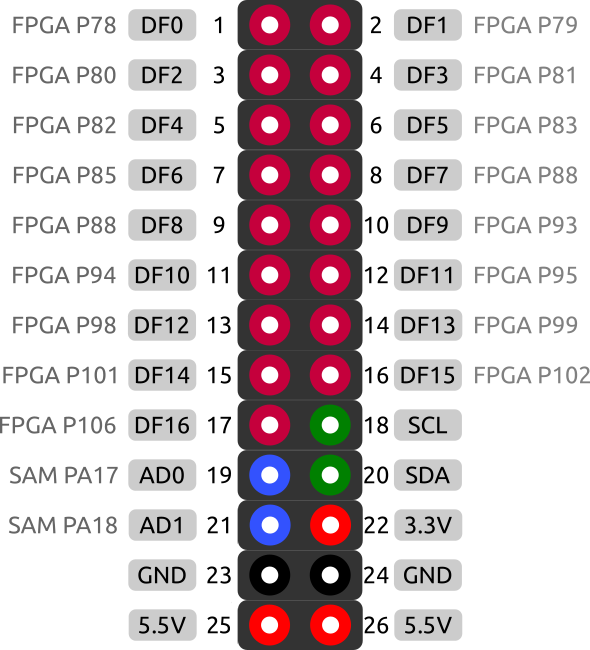 FPGA P78 DF0 1 2 DF1 FPGA P79
FPGA P80 DF2 3 4 DF3 FPGA P81
FPGA P82 DF4 5 6 DF5 FPGA P83
FPGA P85 DF6 7 8 DF7 FPGA P88
FPGA P88 DF8 9 10 DF9 FPGA P93
FPGA P94 DF10 11 12 DF11 FPGA P95
FPGA P98 DF12 13 14 DF13 FPGA P99
FPGA P101 DF14 15 16 DF15 FPGA P102
FPGA P106 DF16 17 18 SCL
SAM PA17 AD0 19 20 SDA
SAM PA18 AD1 21 22 3.3V
GND 23 24 GND
5.5V 25 26 5.5V